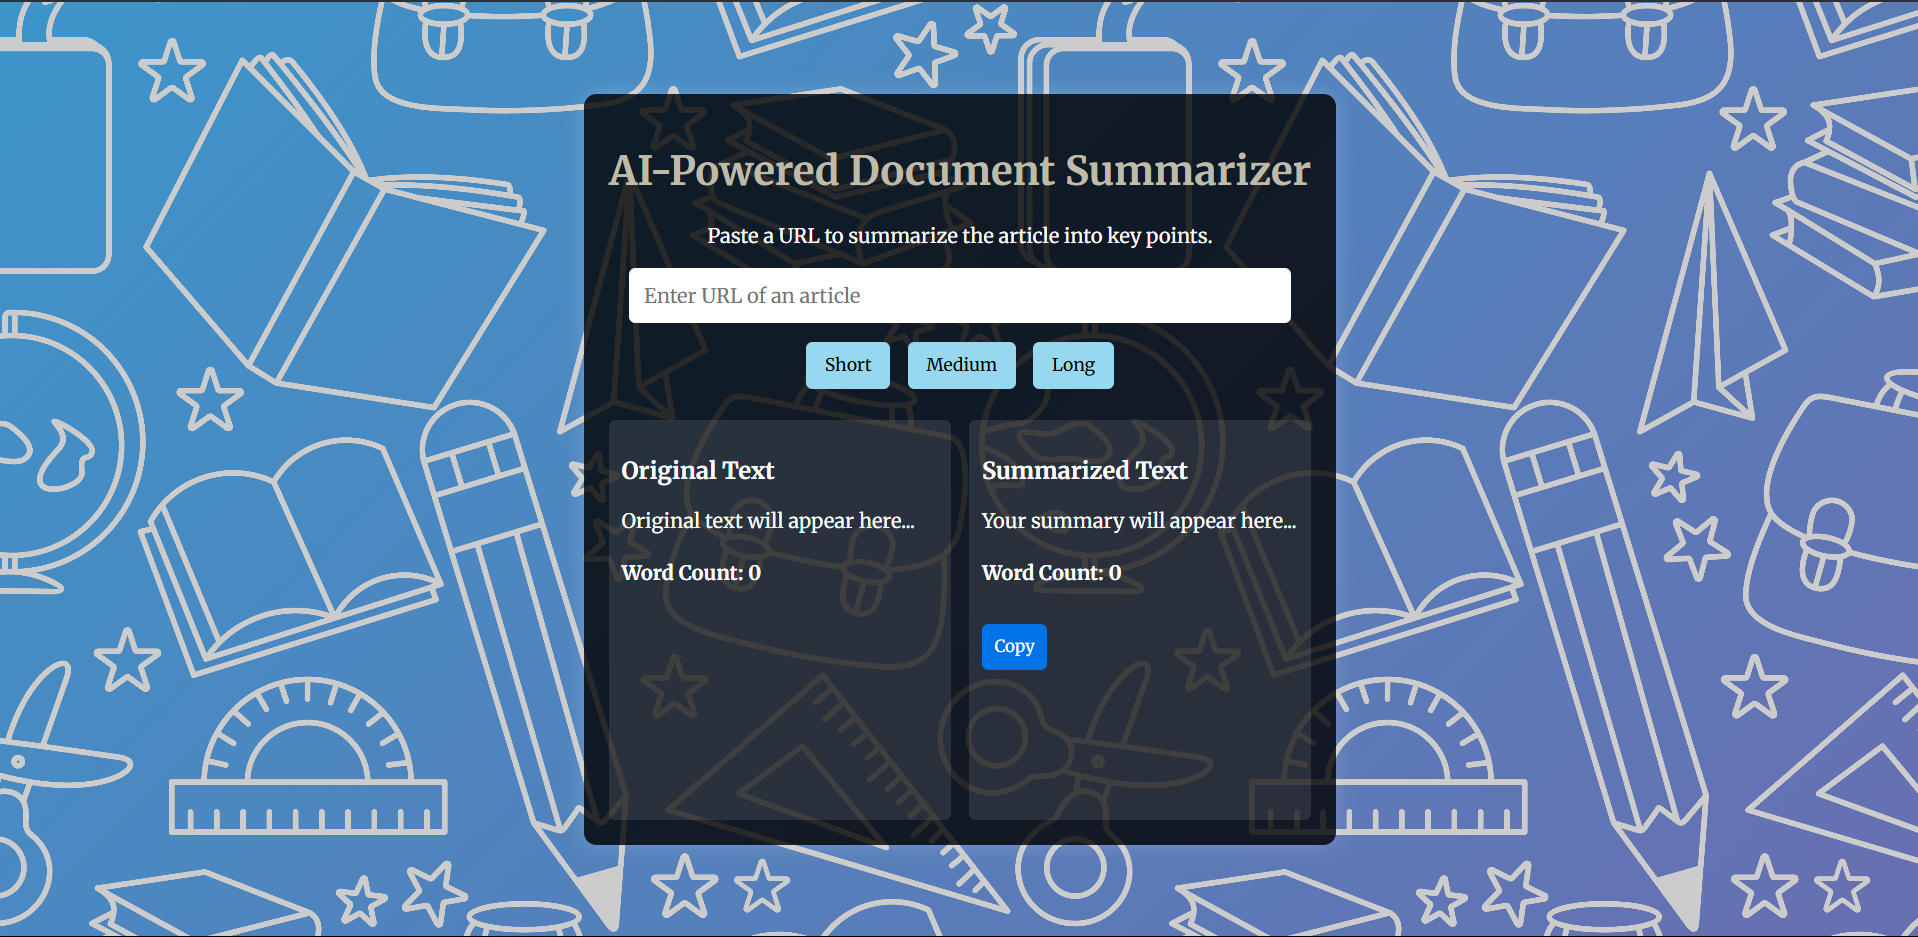 AI-Powered Document Summarizer
Paste a URL to summarize the article into key points.
Enter URL of an article
Short Medium Long
Original Text
Original text will appear here...
Word Count: 0
Summarized Text
Your summary will appear here...
Word Count: 0
Copy